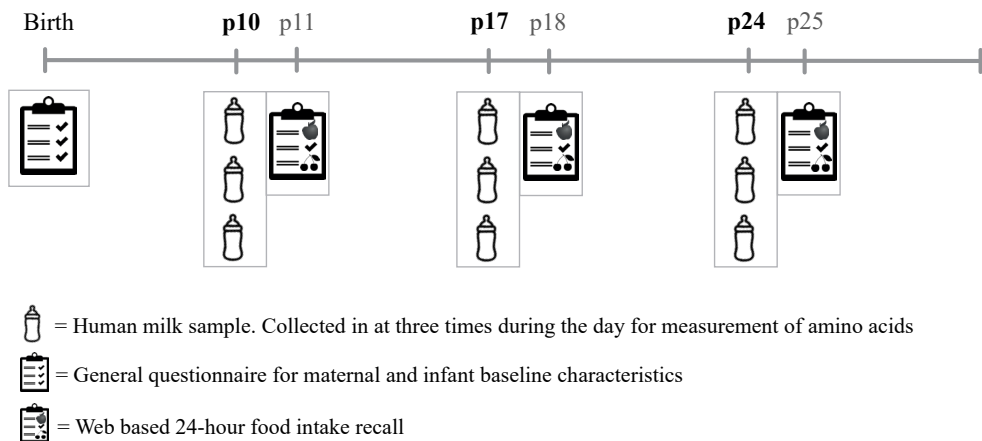 Birth p10 p11 p17 p18 p24 p25
= Human milk sample. Collected in at three times during the day for measurement of amino acids
= General questionnaire for maternal and infant baseline characteristics
= Web based 24-hour food intake recall